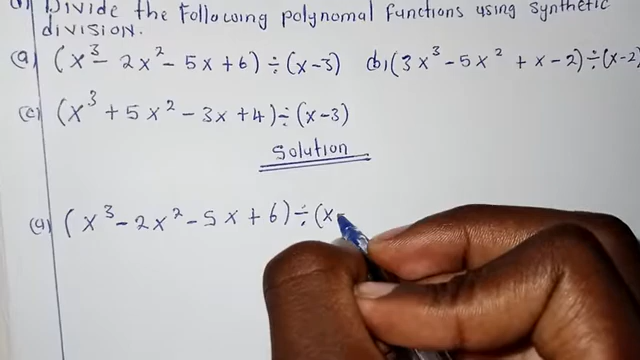 Divide the Following polynomal functions using synthetic
division.
(a) (x³ - 2x² - 5x + 6) ÷ (x - 3) (b) (3x³ - 5x² + x - 2) ÷ (x - 2)
(c) (x³ + 5x² - 3x + 4) ÷ (x - 3)
Solution
(a) (x³ - 2x² - 5x + 6) ÷ (x